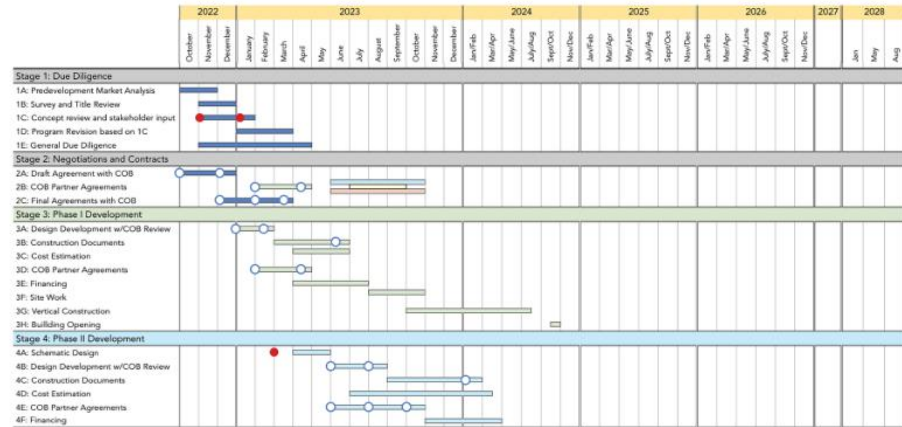 2022 2023 2024 2025 2026 2027 2028
October November December January February March April May June July August September October November December Jan/Feb Mar/Apr May/June July/Aug Sept/Oct Nov/Dec Jan/Feb Mar/Apr May/June July/Aug Sept/Oct Nov/Dec Jan/Feb Mar/Apr May/June July/Aug Sept/Oct Nov/Dec Jan May Aug
Stage 1: Due Diligence
1A: Predevelopment Market Analysis
1B: Survey and Title Review
1C: Concept review and stakeholder input
1D: Program Revision based on 1C
1E: General Due Diligence
Stage 2: Negotiations and Contracts
2A: Draft Agreement with COB
2B: COB Partner Agreements
2C: Final Agreements with COB
Stage 3: Phase I Development
3A: Design Development w/COB Review
3B: Construction Documents
3C: Cost Estimation
3D: COB Partner Agreements
3E: Financing
3F: Site Work
3G: Vertical Construction
3H: Buillding Opening
Stage 4: Phase II Development
4A: Schematic Design
4B: Design Development w/COB Review
4C: Construction Documents
4D: Cost Estimation
4E: COB Partner Agreements
4F: Financing